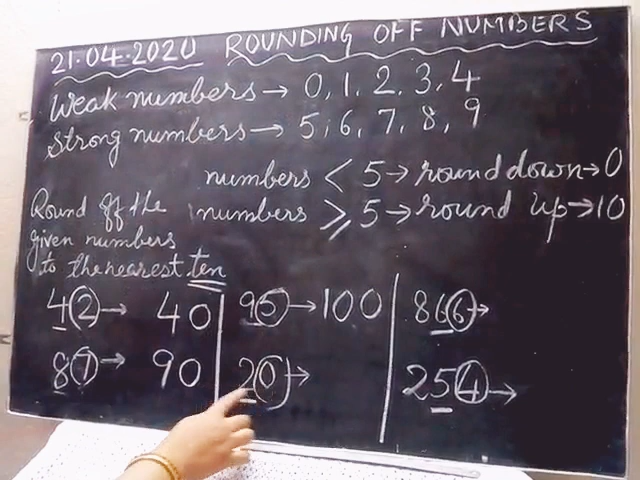 21.04.2020 ROUNDING OFF NUMBERS
Weak numbers → 0, 1, 2, 3, 4
Strong numbers → 5, 6, 7, 8, 9
numbers < 5 → round down → 0
numbers ⩾ 5 → round up → 10
Round off the
given numbers
to the nearest ten
42 → 40
87 → 90
95 → 100
20 →
866 →
254 →